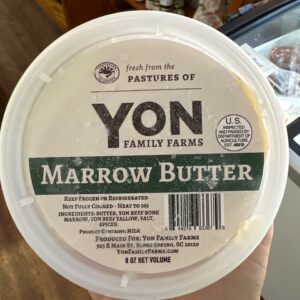 fresh from the
PASTURES OF
YON
FAMILY FARMS
U.S.
INSPECTED
AND PASSED BY
DEPARTMENT OF
AGRICULTURE
MARROW BUTTER
KEEP FROZEN OR REFRIGERATED
NOT FULLY COOKED - HEAT TO 165
INGREDIENTS: BUTTER, YON BEEF BONE
MARROW, YON BEEF TALLOW, SALT,
SPICES.
PRODUCT CONTAINS: MILK
PRODUCED FOR: YON FAMILY FARMS
YONFAMILYFARMS.COM
8 OZ NET VOLUME